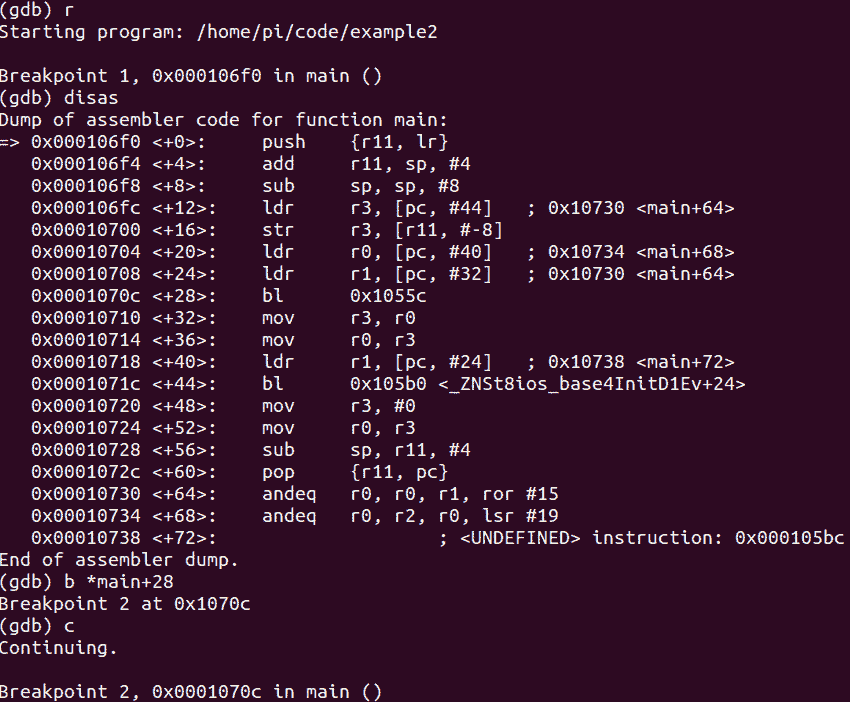 (gdb) r
Starting program: /home/pi/code/example2

Breakpoint 1, 0x000106f0 in main ()
(gdb) disas
Dump of assembler code for function main:
=> 0x000106f0 <+0>:     push    {r11, lr}
   0x000106f4 <+4>:     add     r11, sp, #4
   0x000106f8 <+8>:     sub     sp, sp, #8
   0x000106fc <+12>:    ldr     r3, [pc, #44]   ; 0x10730 <main+64>
   0x00010700 <+16>:    str     r3, [r11, #-8]
   0x00010704 <+20>:    ldr     r0, [pc, #40]   ; 0x10734 <main+68>
   0x00010708 <+24>:    ldr     r1, [pc, #32]   ; 0x10730 <main+64>
   0x0001070c <+28>:    bl      0x1055c
   0x00010710 <+32>:    mov     r3, r0
   0x00010714 <+36>:    mov     r0, r3
   0x00010718 <+40>:    ldr     r1, [pc, #24]   ; 0x10738 <main+72>
   0x0001071c <+44>:    bl      0x105b0 <_ZNSt8ios_base4InitD1Ev+24>
   0x00010720 <+48>:    mov     r3, #0
   0x00010724 <+52>:    mov     r0, r3
   0x00010728 <+56>:    sub     sp, r11, #4
   0x0001072c <+60>:    pop     {r11, pc}
   0x00010730 <+64>:    andeq   r0, r0, r1, ror #15
   0x00010734 <+68>:    andeq   r0, r2, r0, lsr #19
   0x00010738 <+72>:                    ; <UNDEFINED> instruction: 0x000105bc
End of assembler dump.
(gdb) b *main+28
Breakpoint 2 at 0x1070c
(gdb) c
Continuing.

Breakpoint 2, 0x0001070c in main ()